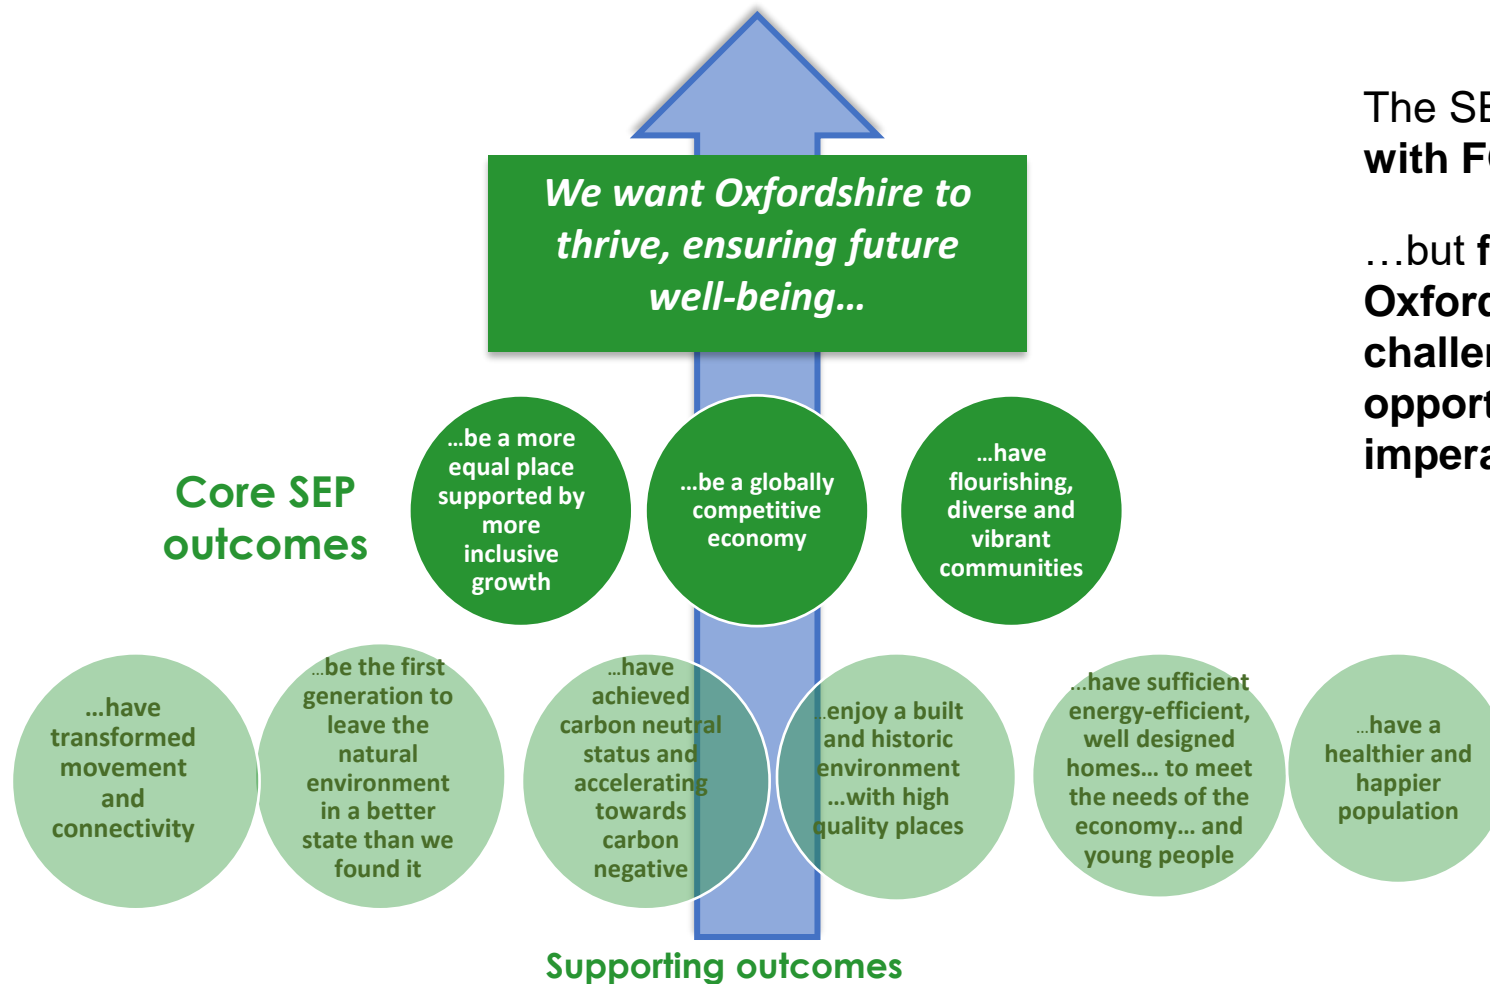 We want Oxfordshire to
thrive, ensuring future
well-being…
Core SEP
outcomes
…be a more
equal place
supported by
more
inclusive
growth
…be a globally
competitive
economy
…have
flourishing,
diverse and
vibrant
communities
…have
transformed
movement
and
connectivity
…be the first
generation to
leave the
natural
environment
in a better
state than we
found it
…have
achieved
carbon neutral
status and
accelerating
towards
carbon
negative
…enjoy a built
and historic
environment
…with high
quality places
…have sufficient
energy-efficient,
well designed
homes… to meet
the needs of the
economy… and
young people
…have a
healthier and
happier
population
Supporting outcomes
The
with
…but